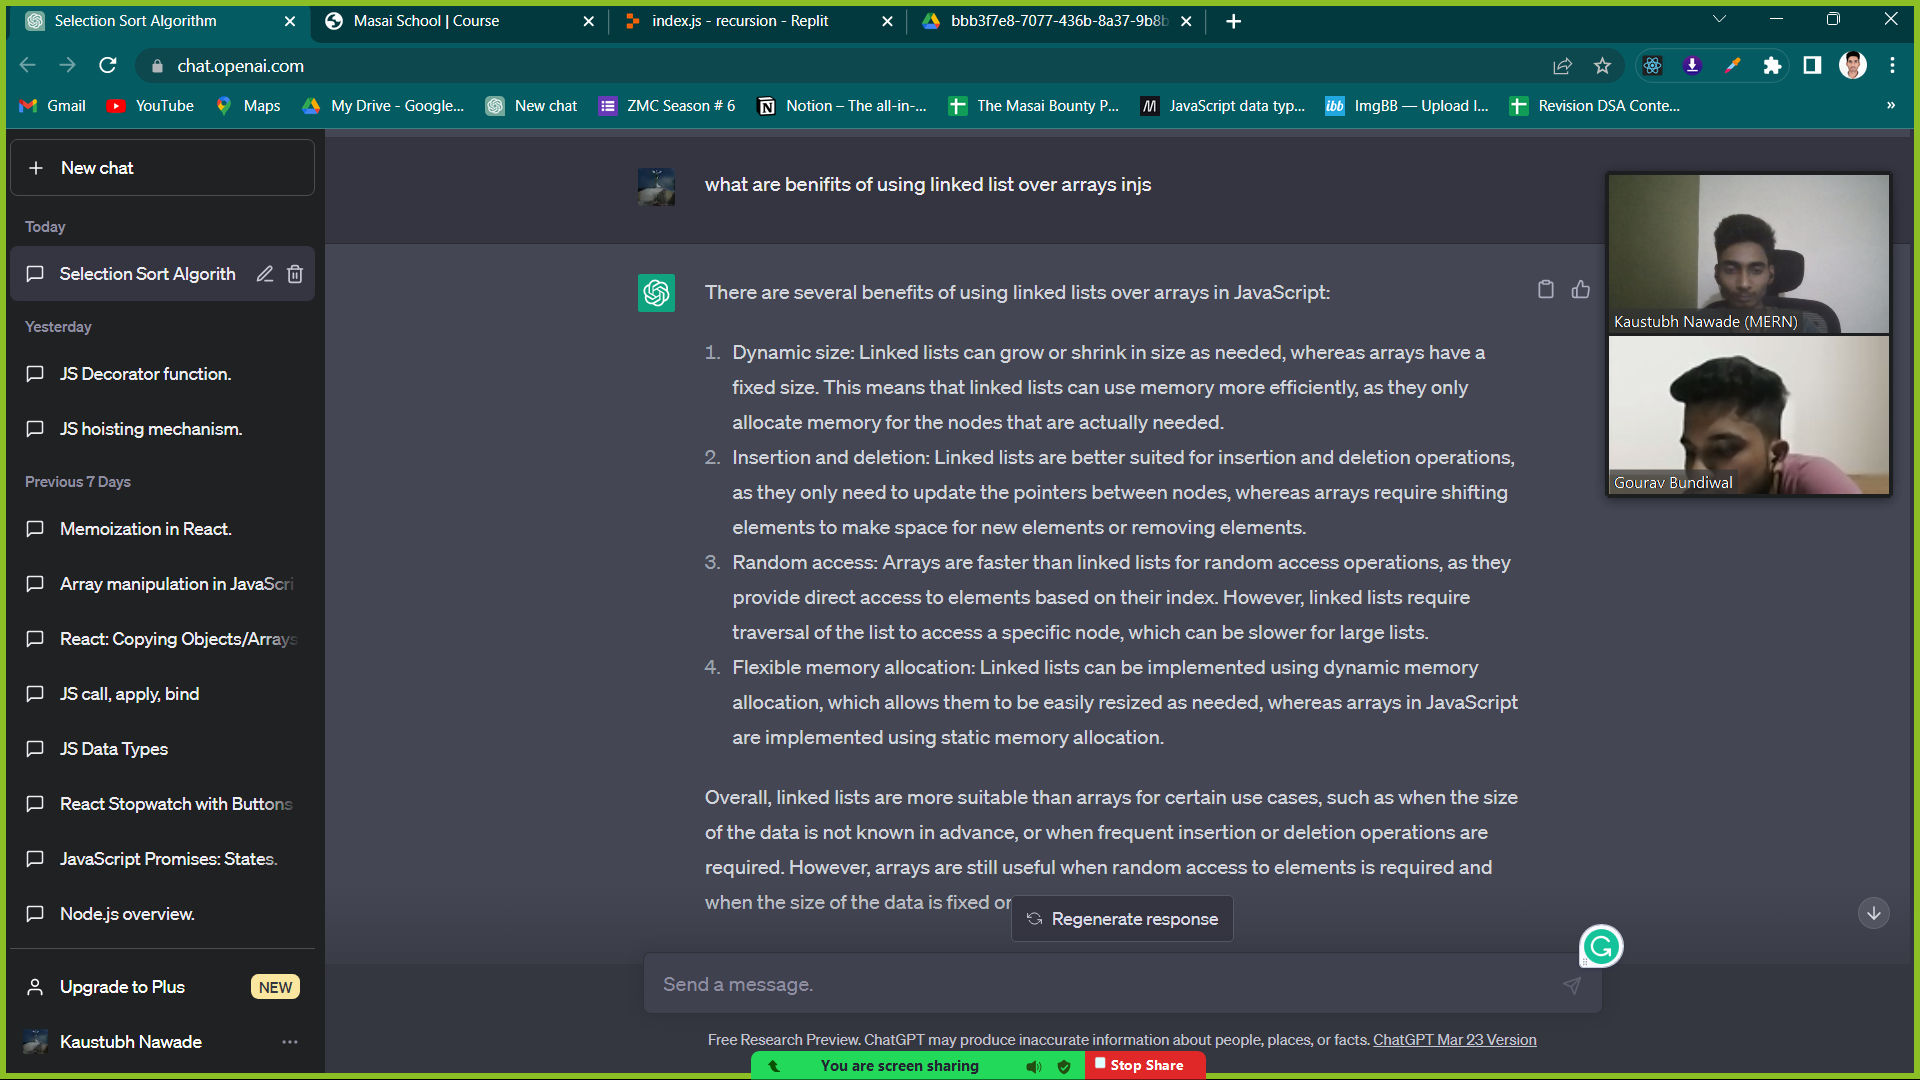 Selection Sort Algorithm
Masai School | Course
index.js - recursion - Replit
bbb3f7e8-7077-436b-8a37-9b8b
chat.openai.com
Gmail
YouTube
Maps
My Drive - Google...
New chat
ZMC Season # 6
Notion – The all-in-...
The Masai Bounty P...
JavaScript data typ...
ibb
ImgBB — Upload I...
Revision DSA Conte...
»
+ New chat
Today
Selection Sort Algorith
Yesterday
JS Decorator function.
JS hoisting mechanism.
Previous 7 Days
Memoization in React.
Array manipulation in JavaScri
React: Copying Objects/Arrays
JS call, apply, bind
JS Data Types
React Stopwatch with Buttons
JavaScript Promises: States.
Node.js overview.
Upgrade to Plus
NEW
Kaustubh Nawade
what are benifits of using linked list over arrays injs
There are several benefits of using linked lists over arrays in JavaScript:
1. Dynamic size: Linked lists can grow or shrink in size as needed, whereas arrays have a
fixed size. This means that linked lists can use memory more efficiently, as they only
allocate memory for the nodes that are actually needed.
2. Insertion and deletion: Linked lists are better suited for insertion and deletion operations,
as they only need to update the pointers between nodes, whereas arrays require shifting
elements to make space for new elements or removing elements.
3. Random access: Arrays are faster than linked lists for random access operations, as they
provide direct access to elements based on their index. However, linked lists require
traversal of the list to access a specific node, which can be slower for large lists.
4. Flexible memory allocation: Linked lists can be implemented using dynamic memory
allocation, which allows them to be easily resized as needed, whereas arrays in JavaScript
are implemented using static memory allocation.
Overall, linked lists are more suitable than arrays for certain use cases, such as when the size
of the data is not known in advance, or when frequent insertion or deletion operations are
required. However, arrays are still useful when random access to elements is required and
when the size of the data is fixed or
Regenerate response
Send a message.
Free Research Preview. ChatGPT may produce inaccurate information about people, places, or facts. ChatGPT Mar 23 Version
Kaustubh Nawade (MERN)
Gourav Bundiwal
You are screen sharing
Stop Share